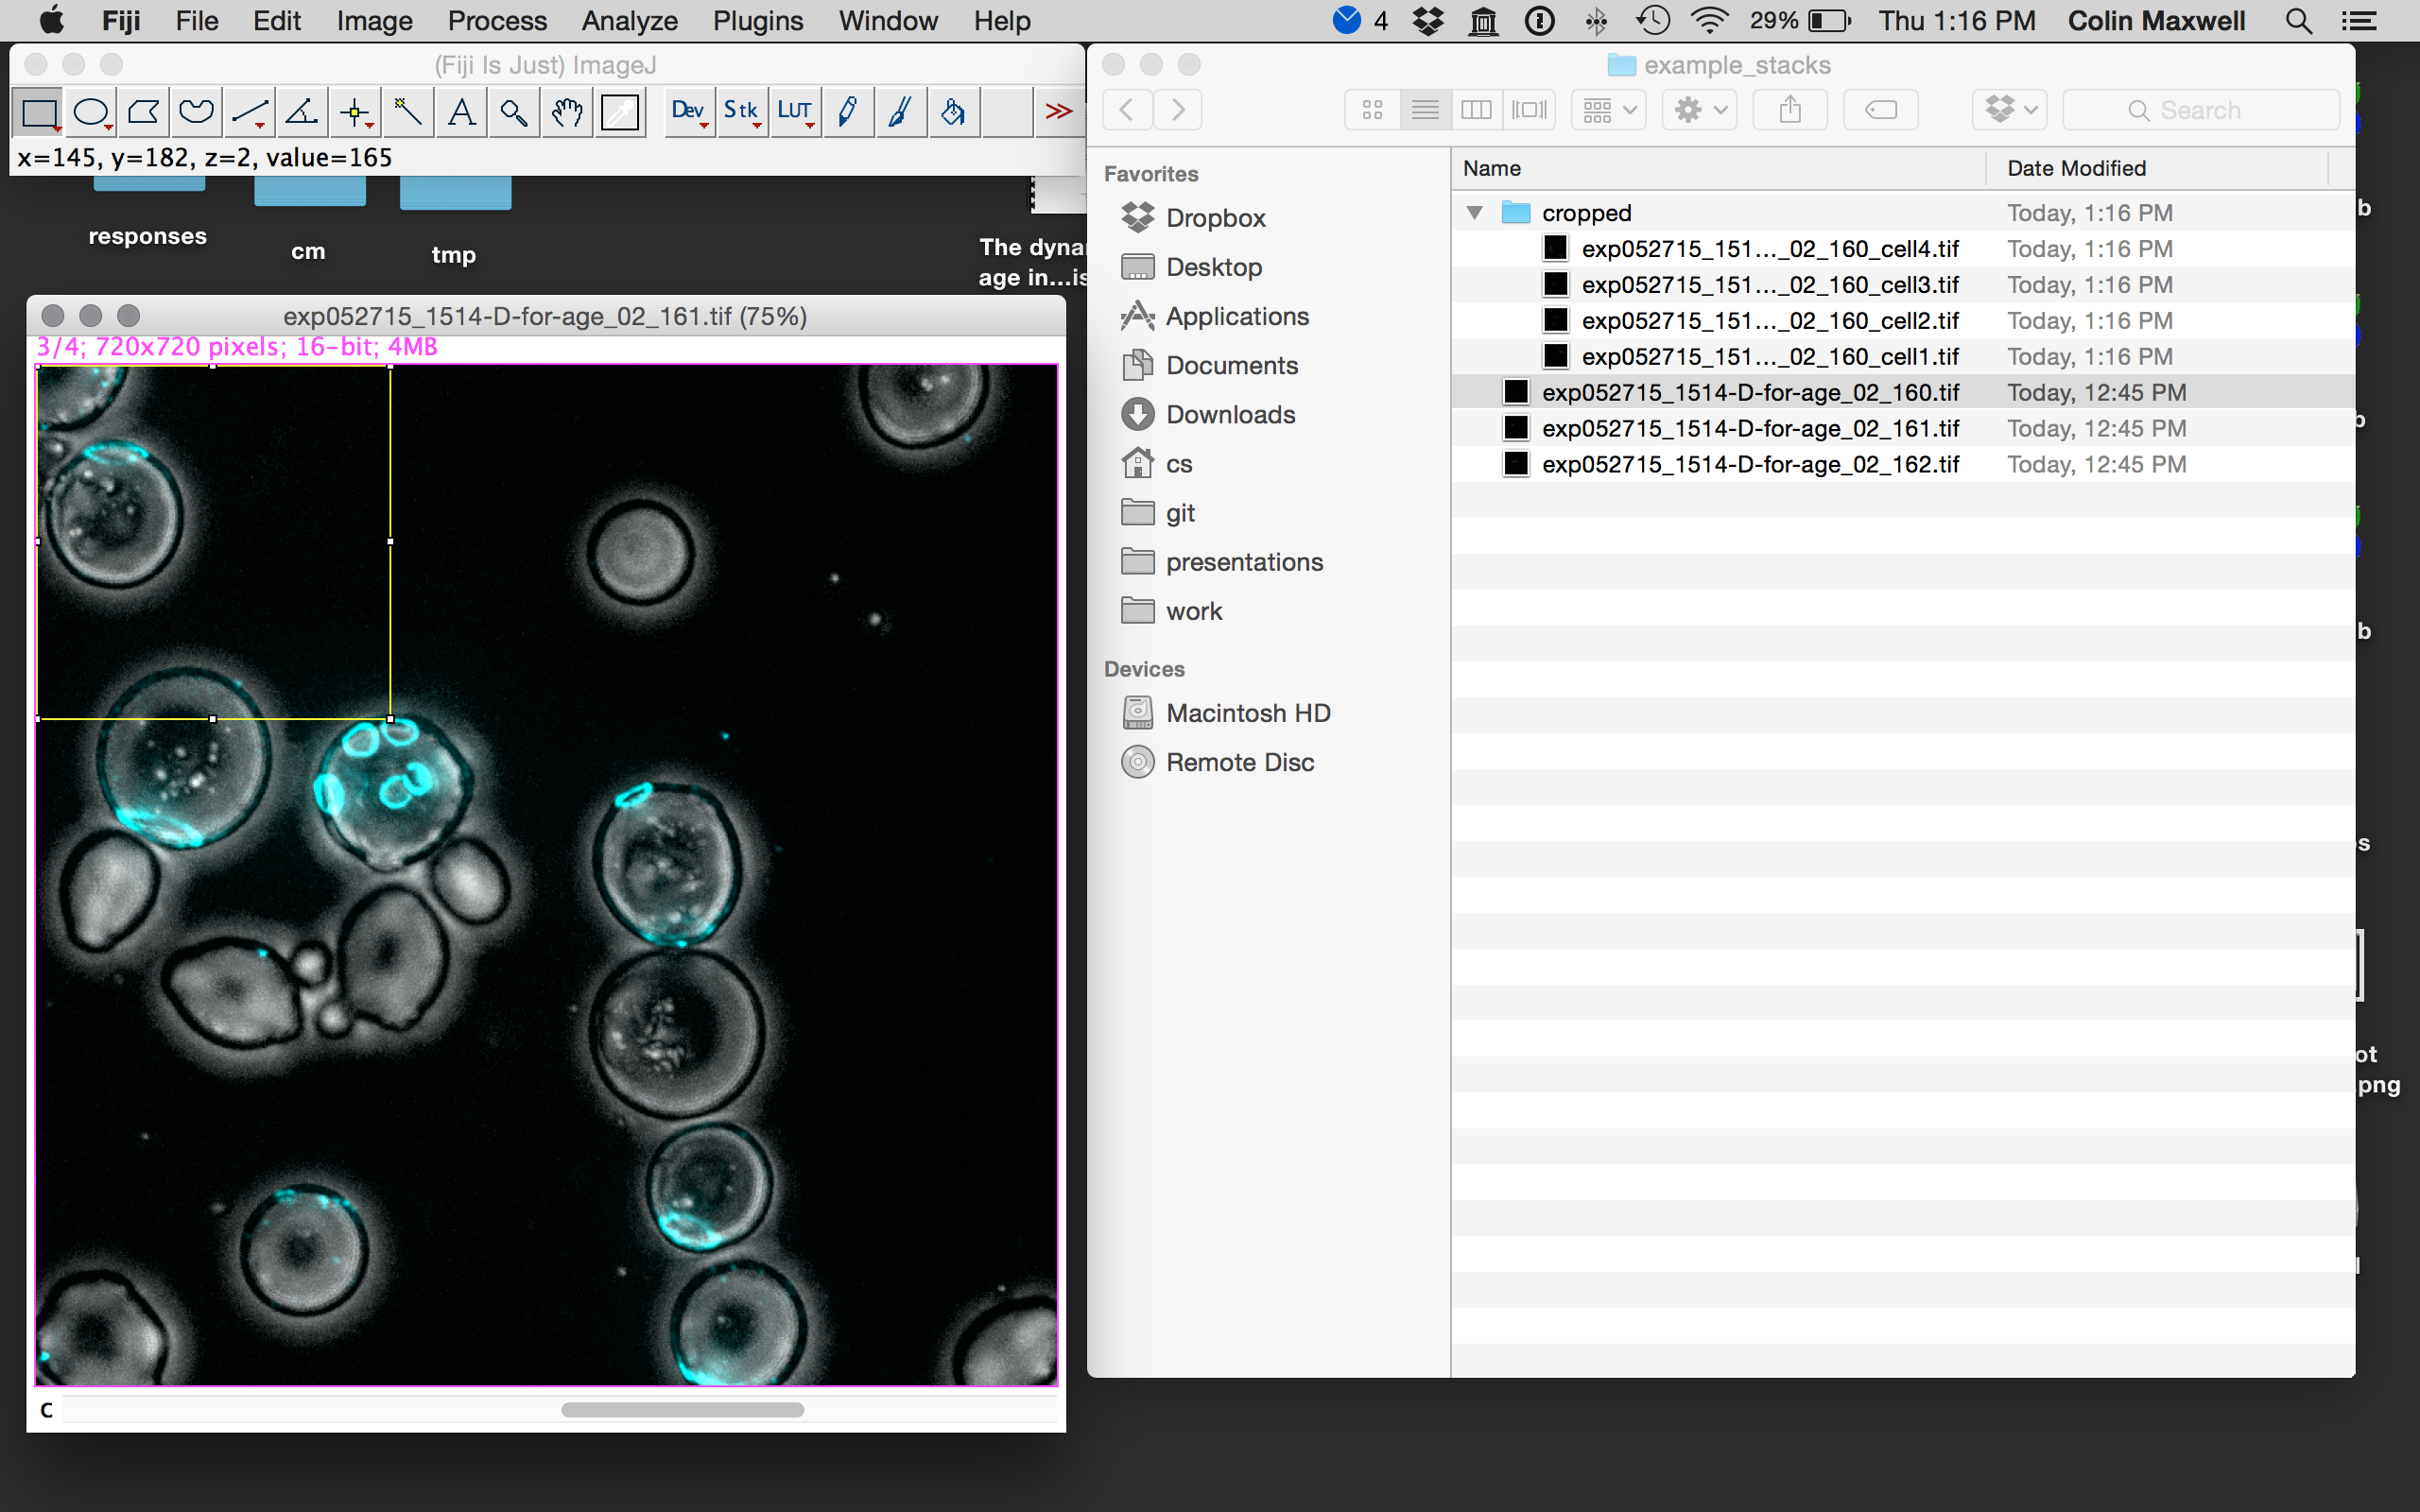 Fiji File Edit Image Process Analyze Plugins Window Help 4 29% Thu 1:16 PM Colin Maxwell
(Fiji Is Just) ImageJ
Dev Stk LUT A >>
x=145, y=182, z=2, value=165
responses
cm
tmp
The dyna
age in...is
exp052715_1514-D-for-age_02_161.tif (75%)
3/4; 720x720 pixels; 16-bit; 4MB
C
example_stacks
Search
Favorites
Dropbox
Desktop
Applications
Documents
Downloads
cs
git
presentations
work
Devices
Macintosh HD
Remote Disc
Name Date Modified
cropped Today, 1:16 PM
exp052715_151..._02_160_cell4.tif Today, 1:16 PM
exp052715_151..._02_160_cell3.tif Today, 1:16 PM
exp052715_151..._02_160_cell2.tif Today, 1:16 PM
exp052715_151..._02_160_cell1.tif Today, 1:16 PM
exp052715_1514-D-for-age_02_160.tif Today, 12:45 PM
exp052715_1514-D-for-age_02_161.tif Today, 12:45 PM
exp052715_1514-D-for-age_02_162.tif Today, 12:45 PM
b
b
ot
png